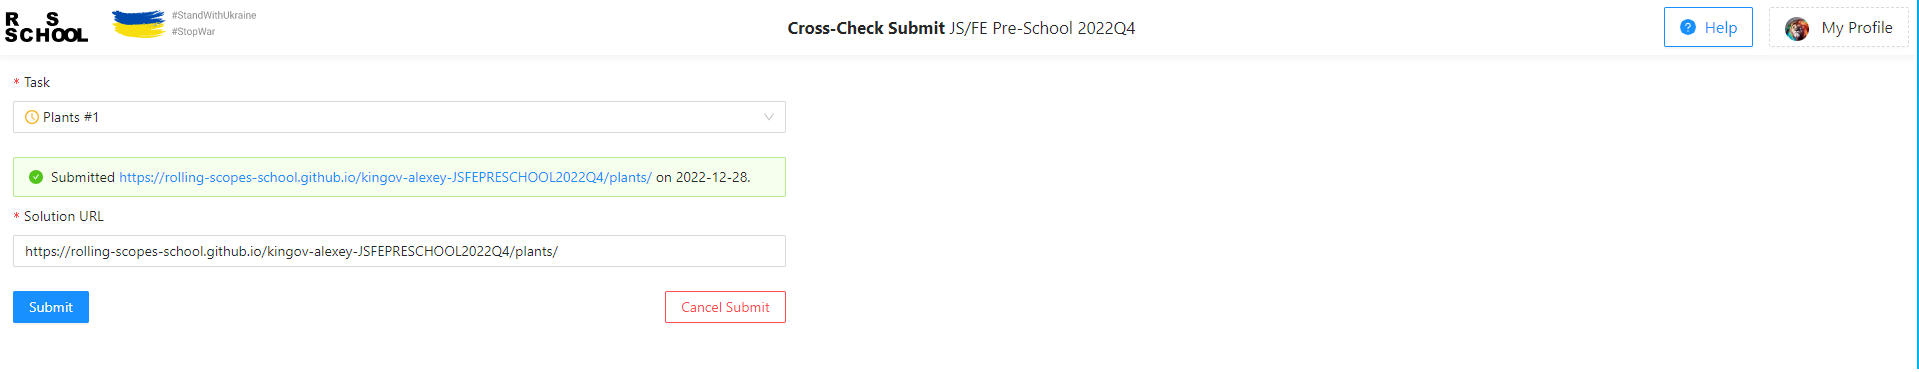 RS
SCHOOL
#StandWithUkraine
#StopWar
Cross-Check Submit JS/FE Pre-School 2022Q4
Help
My Profile
* Task
Plants #1
Submitted https://rolling-scopes-school.github.io/kingov-alexey-JSFEPRESCHOOL2022Q4/plants/ on 2022-12-28.
* Solution URL
https://rolling-scopes-school.github.io/kingov-alexey-JSFEPRESCHOOL2022Q4/plants/
Submit
Cancel Submit